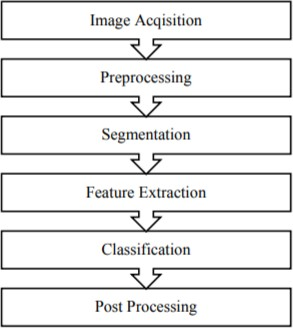 Image Acqisition
Preprocessing
Segmentation
Feature Extraction
Classification
Post Processing